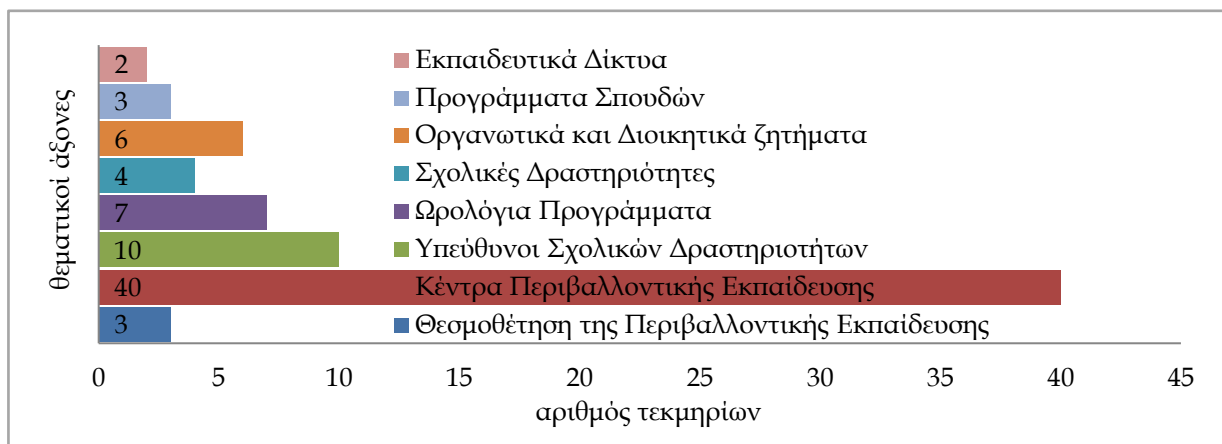 θεματικοί άξονες
2 Εκπαιδευτικά Δίκτυα
3 Προγράμματα Σπουδών
6 Οργανωτικά και Διοικητικά ζητήματα
4 Σχολικές Δραστηριότητες
7 Ωρολόγια Προγράμματα
10 Υπεύθυνοι Σχολικών Δραστηριοτήτων
40 Κέντρα Περιβαλλοντικής Εκπαίδευσης
3 Θεσμοθέτηση της Περιβαλλοντικής Εκπαίδευσης
0 5 10 15 20 25 30 35 40 45
αριθμός τεκμηρίων